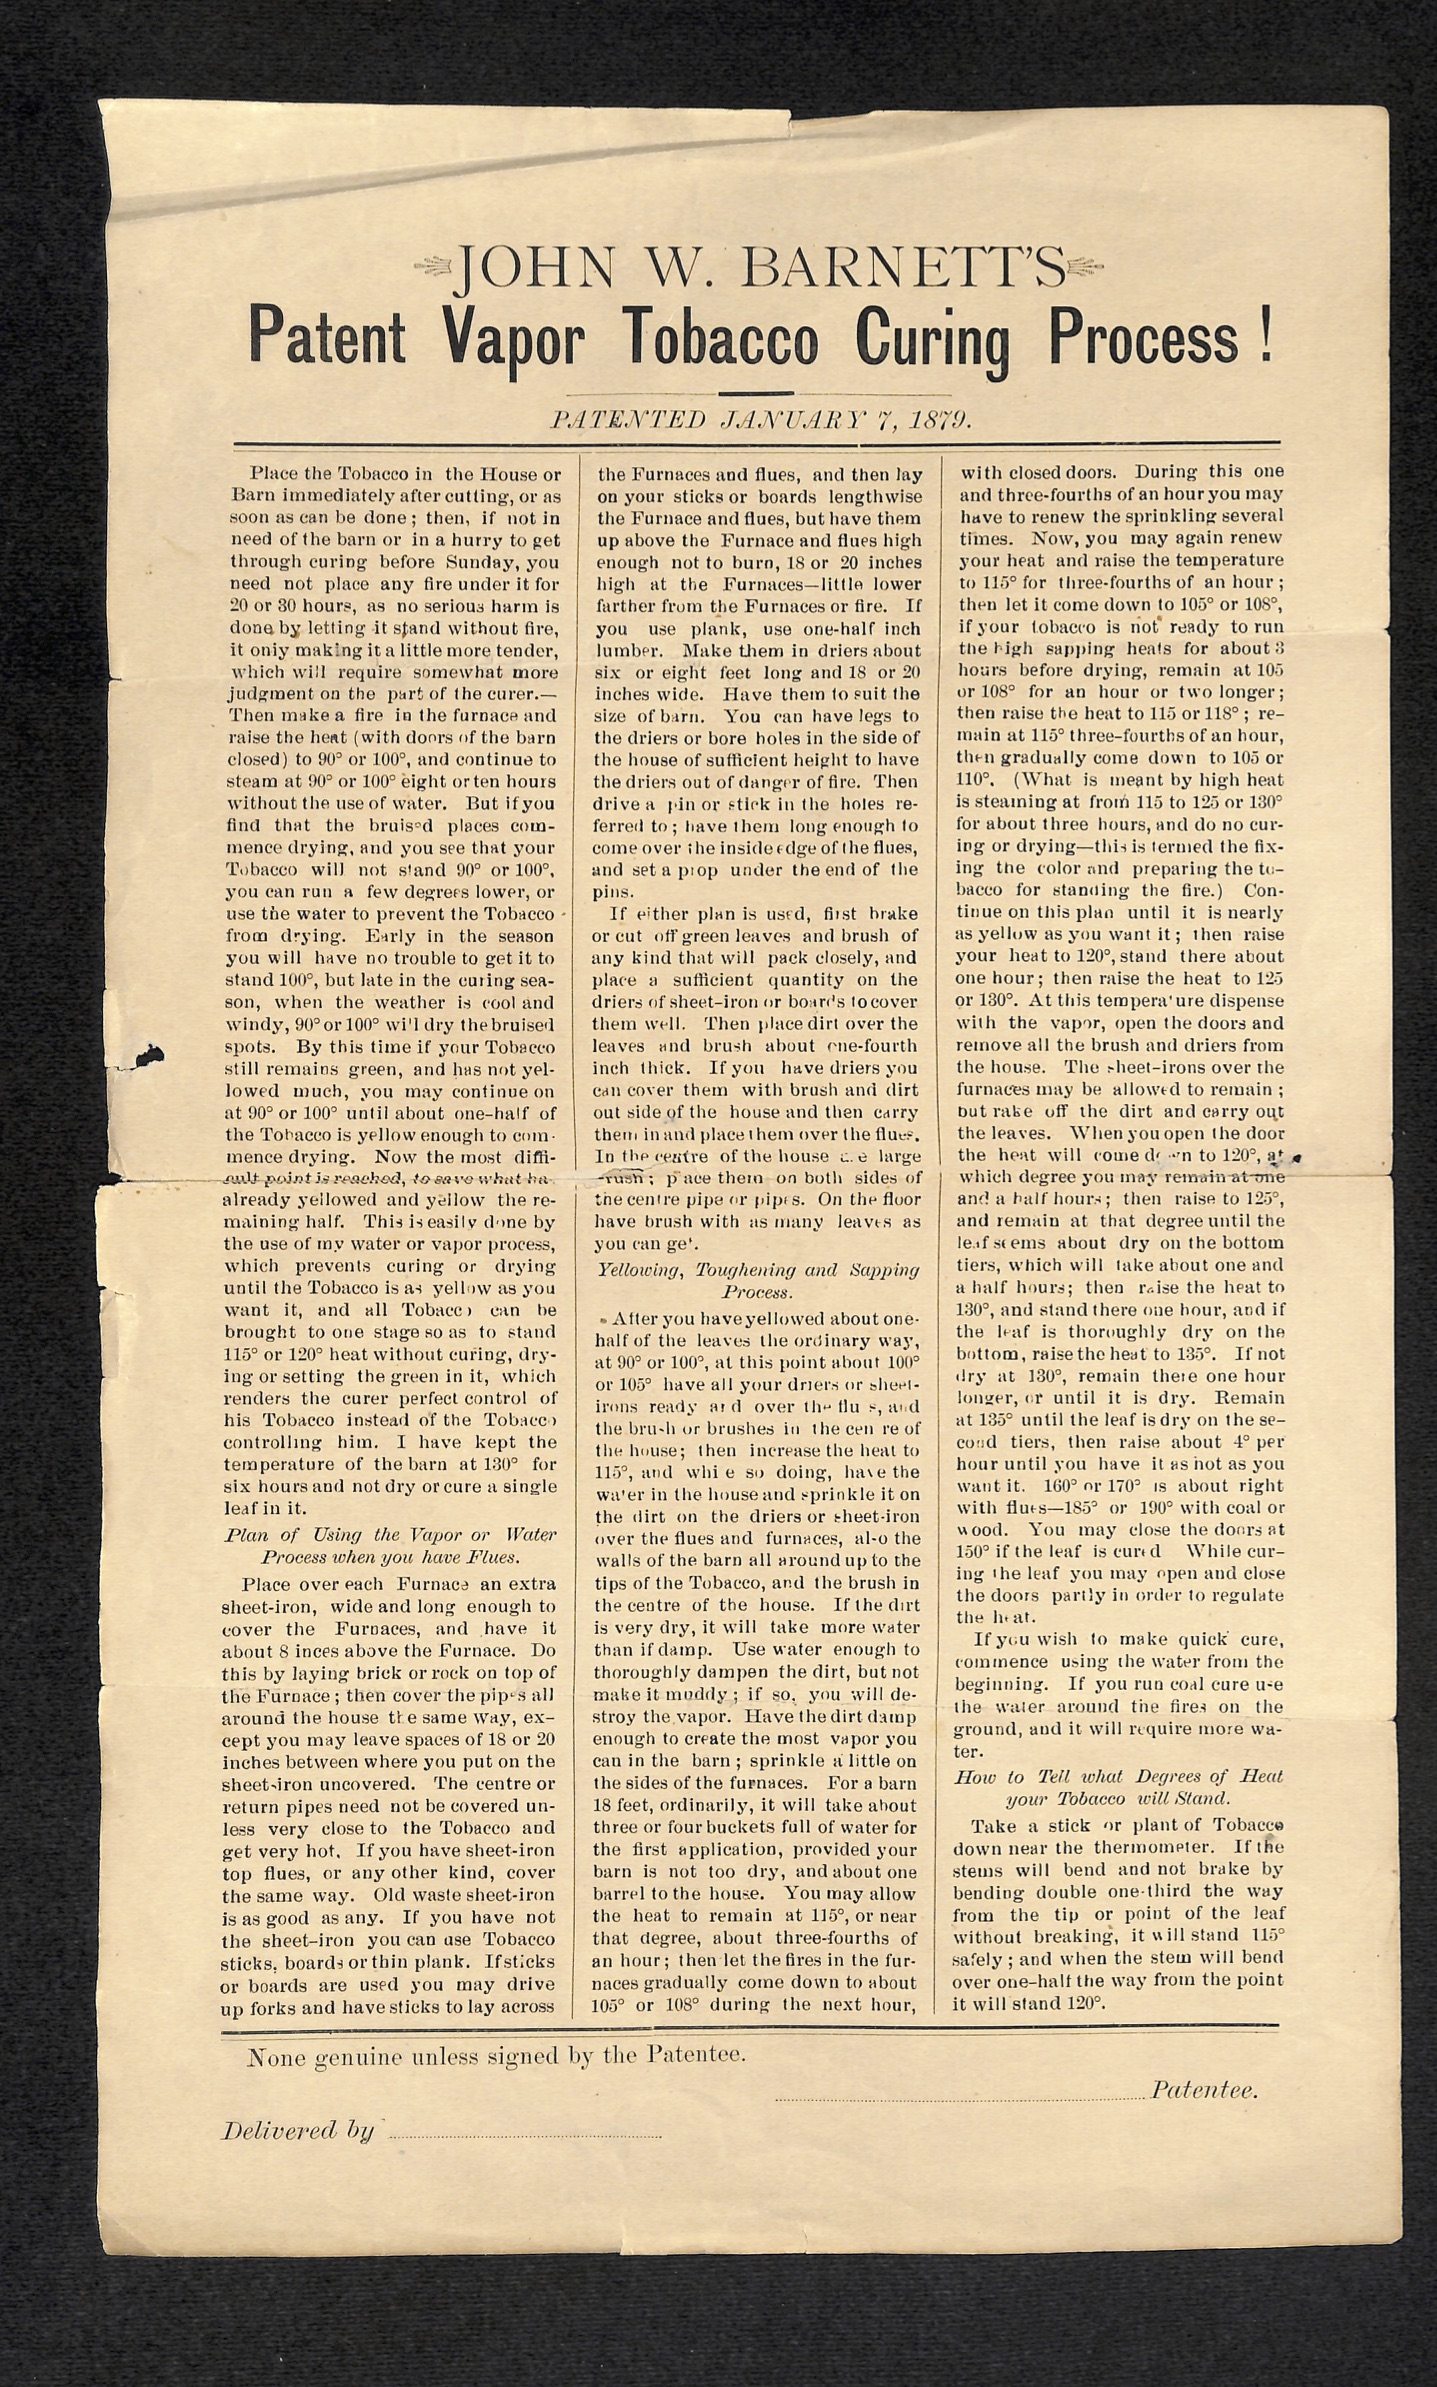 JOHN W. BARNETT'S
Patent Vapor Tobacco Curing Process !
PATENTED JANUARY 7, 1879.
Place the Tobacco in the House or
Barn immediately after cutting, or as
soon as can be done ; then, if not in
need of the barn or in a hurry to get
through curing before Sunday, you
need not place any fire under it for
20 or 30 hours, as no serious harm is
done by letting it stand without fire,
it only making it a little more tender,
which will require somewhat more
judgment on the part of the curer.—
Then make a fire in the furnace and
raise the heat (with doors of the barn
closed) to 90° or 100°, and continue to
steam at 90° or 100° eight or ten hours
without the use of water. But if you
find that the bruised places com-
mence drying, and you see that your
Tobacco will not stand 90° or 100°,
you can run a few degrees lower, or
use the water to prevent the Tobacco
from drying. Early in the season
you will have no trouble to get it to
stand 100°, but late in the curing sea-
son, when the weather is cool and
windy, 90° or 100° will dry the bruised
spots. By this time if your Tobacco
still remains green, and has not yel-
lowed much, you may continue on
at 90° or 100° until about one-half of
the Tobacco is yellow enough to com-
mence drying. Now the most diffi-
cult point is reached, to save what ha
already yellowed and yellow the re-
maining half. This is easily done by
the use of my water or vapor process,
which prevents curing or drying
until the Tobacco is as yellow as you
want it, and all Tobacco can be
brought to one stage so as to stand
115° or 120° heat without curing, dry-
ing or setting the green in it, which
renders the curer perfect control of
his Tobacco instead of the Tobacco
controlling him. I have kept the
temperature of the barn at 130° for
six hours and not dry or cure a single
leaf in it.
Plan of Using the Vapor or Water
Process when you have Flues.
Place over each Furnace an extra
sheet-iron, wide and long enough to
cover the Furnaces, and have it
about 8 inces above the Furnace. Do
this by laying brick or rock on top of
the Furnace ; then cover the pipes all
around the house the same way, ex-
cept you may leave spaces of 18 or 20
inches between where you put on the
sheet-iron uncovered. The centre or
return pipes need not be covered un-
less very close to the Tobacco and
get very hot. If you have sheet-iron
top flues, or any other kind, cover
the same way. Old waste sheet-iron
is as good as any. If you have not
the sheet-iron you can use Tobacco
sticks, boards or thin plank. If sticks
or boards are used you may drive
up forks and have sticks to lay across
the Furnaces and flues, and then lay
on your sticks or boards lengthwise
the Furnace and flues, but have them
up above the Furnace and flues high
enough not to burn, 18 or 20 inches
high at the Furnaces—little lower
farther from the Furnaces or fire. If
you use plank, use one-half inch
lumber. Make them in driers about
six or eight feet long and 18 or 20
inches wide. Have them to suit the
size of barn. You can have legs to
the driers or bore holes in the side of
the house of sufficient height to have
the driers out of danger of fire. Then
drive a pin or stick in the holes re-
ferred to ; have them long enough to
come over the inside edge of the flues,
and set a prop under the end of the
pins.
If either plan is used, first brake
or cut off green leaves and brush of
any kind that will pack closely, and
place a sufficient quantity on the
driers of sheet-iron or boards to cover
them well. Then place dirt over the
leaves and brush about one-fourth
inch thick. If you have driers you
can cover them with brush and dirt
out side of the house and then carry
them in and place them over the flues.
In the centre of the house large
brush ; place them on both sides of
the centre pipe or pipes. On the floor
have brush with as many leaves as
you can get.
Yellowing, Toughening and Sapping
Process.
After you have yellowed about one-
half of the leaves the ordinary way,
at 90° or 100°, at this point about 100°
or 105° have all your driers or sheet-
irons ready and over the flues, and
the brush or brushes in the centre of
the house; then increase the heat to
115°, and while so doing, have the
water in the house and sprinkle it on
the dirt on the driers or sheet-iron
over the flues and furnaces, also the
walls of the barn all around up to the
tips of the Tobacco, and the brush in
the centre of the house. If the dirt
is very dry, it will take more water
than if damp. Use water enough to
thoroughly dampen the dirt, but not
make it muddy ; if so, you will de-
stroy the vapor. Have the dirt damp
enough to create the most vapor you
can in the barn ; sprinkle a little on
the sides of the furnaces. For a barn
18 feet, ordinarily, it will take about
three or four buckets full of water for
the first application, provided your
barn is not too dry, and about one
barrel to the house. You may allow
the heat to remain at 115°, or near
that degree, about three-fourths of
an hour ; then let the fires in the fur-
naces gradually come down to about
105° or 108° during the next hour,
with closed doors. During this one
and three-fourths of an hour you may
have to renew the sprinkling several
times. Now, you may again renew
your heat and raise the temperature
to 115° for three-fourths of an hour ;
then let it come down to 105° or 108°,
if your tobacco is not ready to run
the high sapping heats for about 3
hours before drying, remain at 105
or 108° for an hour or two longer ;
then raise the heat to 115 or 118° ; re-
main at 115° three-fourths of an hour,
then gradually come down to 105 or
110°. (What is meant by high heat
is steaming at from 115 to 125 or 130°
for about three hours, and do no cur-
ing or drying—this is termed the fix-
ing the color and preparing the to-
bacco for standing the fire.) Con-
tinue on this plan until it is nearly
as yellow as you want it ; then raise
your heat to 120°, stand there about
one hour ; then raise the heat to 125
or 130°. At this temperature dispense
with the vapor, open the doors and
remove all the brush and driers from
the house. The sheet-irons over the
furnaces may be allowed to remain ;
but rake off the dirt and carry out
the leaves. When you open the door
the heat will come down to 120°, at
which degree you may remain at one
and a half hours ; then raise to 125°,
and remain at that degree until the
leaf stems about dry on the bottom
tiers, which will take about one and
a half hours; then raise the heat to
130°, and stand there one hour, and if
the leaf is thoroughly dry on the
bottom, raise the heat to 135°. If not
dry at 130°, remain there one hour
longer, or until it is dry. Remain
at 135° until the leaf is dry on the se-
cond tiers, then raise about 4° per
hour until you have it as hot as you
want it. 160° or 170° is about right
with flues—185° or 190° with coal or
wood. You may close the doors at
150° if the leaf is cured While cur-
ing the leaf you may open and close
the doors partly in order to regulate
the heat.
If you wish to make quick cure,
commence using the water from the
beginning. If you run coal cure use
the water around the fires on the
ground, and it will require more wa-
ter.
How to Tell what Degrees of Heat
your Tobacco will Stand.
Take a stick or plant of Tobacco
down near the thermometer. If the
stems will bend and not brake by
bending double one-third the way
from the tip or point of the leaf
without breaking, it will stand 115°
safely ; and when the stem will bend
over one-half the way from the point
it will stand 120°.
None genuine unless signed by the Patentee.
Patentee.
Delivered by